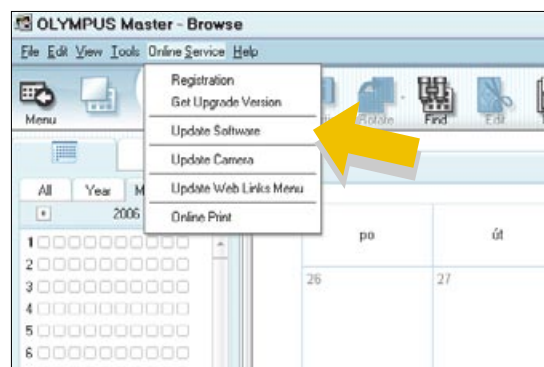 OLYMPUS Master - Browse
File Edit View Tools Online Service Help
Registration
Get Upgrade Version
Update Software
Update Camera
Update Web Links Menu
Online Print
Menu
Rotate
Find
Edit
All Year M
2006
po út
26 27
1
2
3
4
5
6